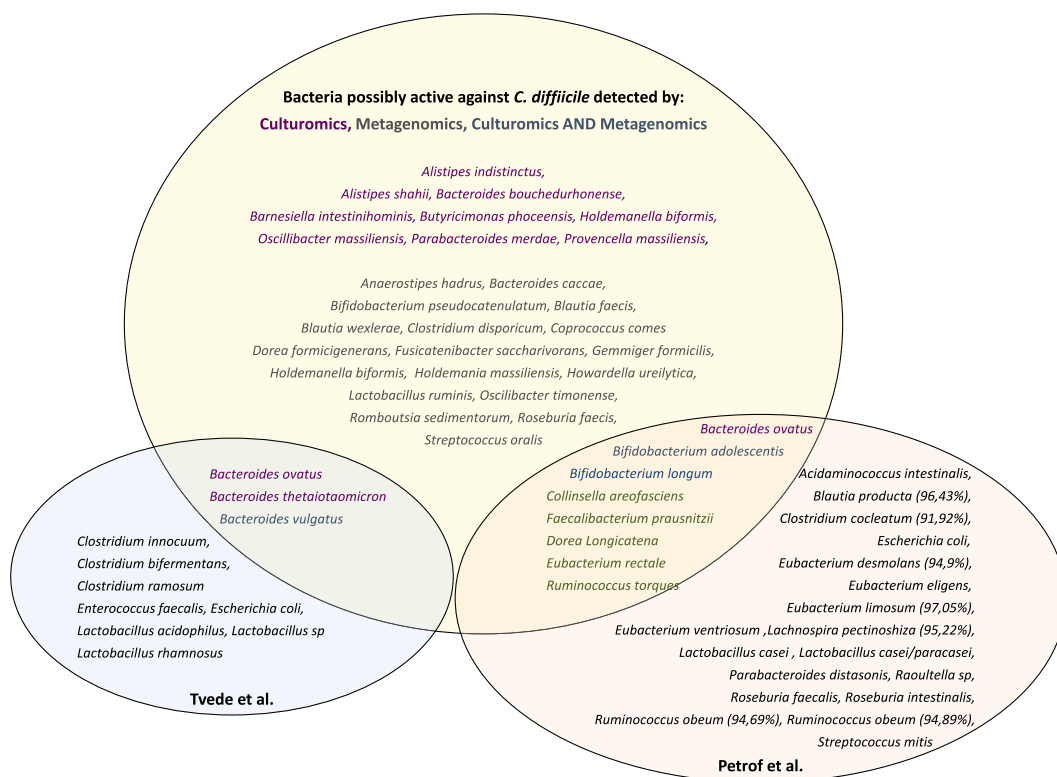 Bacteria possibly active against C. diffiicile detected by:
Culturomics, Metagenomics, Culturomics AND Metagenomics
Alistipes indistinctus,
Alistipes shahii, Bacteroides bouchedurhonense,
Barnesiella intestinihominis, Butyricimonas phoceensis, Holdemanella biformis,
Oscillibacter massiliensis, Parabacteroides merdae, Provencella massiliensis,
Anaerostipes hadrus, Bacteroides caccae,
Bifidobacterium pseudocatenulatum, Blautia faecis,
Blautia wexlerae, Clostridium disporicum, Coprococcus comes
Dorea formicigenerans, Fusicatenibacter saccharivorans, Gemmiger formicilis,
Holdemanella biformis, Holdemania massiliensis, Howardella ureilytica,
Lactobacillus ruminis, Oscilibacter timonense,
Romboutsia sedimentorum, Roseburia faecis,
Streptococcus oralis
Bacteroides ovatus
Bacteroides thetaiotaomicron
Bacteroides vulgatus
Clostridium innocuum,
Clostridium bifermentans,
Clostridium ramosum
Enterococcus faecalis, Escherichia coli,
Lactobacillus acidophilus, Lactobacillus sp
Lactobacillus rhamnosus
Tvede et al.
Bacteroides ovatus
Bifidobacterium adolescentis
Bifidobacterium longum
Collinsella areofasciens
Faecalibacterium prausnitzii
Dorea Longicatena
Eubacterium rectale
Ruminococcus torques
Acidaminococcus intestinalis,
Blautia producta (96,43%),
Clostridium cocleatum (91,92%),
Escherichia coli,
Eubacterium desmolans (94,9%),
Eubacterium eligens,
Eubacterium limosum (97,05%),
Eubacterium ventriosum ,Lachnospira pectinoshiza (95,22%),
Lactobacillus casei , Lactobacillus casei/paracasei,
Parabacteroides distasonis, Raoultella sp,
Roseburia faecalis, Roseburia intestinalis,
Ruminococcus obeum (94,69%), Ruminococcus obeum (94,89%),
Streptococcus mitis
Petrof et al.